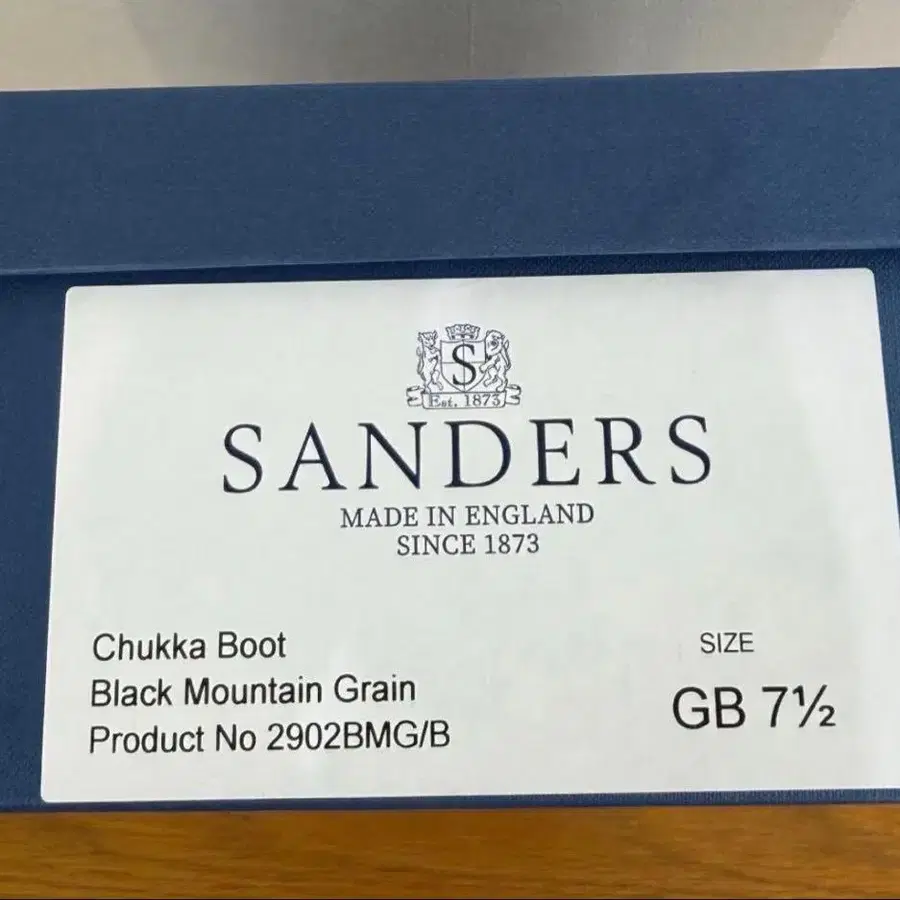 S
Est. 1873
SANDERS
MADE IN ENGLAND
SINCE 1873
Chukka Boot
Black Mountain Grain
Product No 2902BMG/B
SIZE
GB 7½